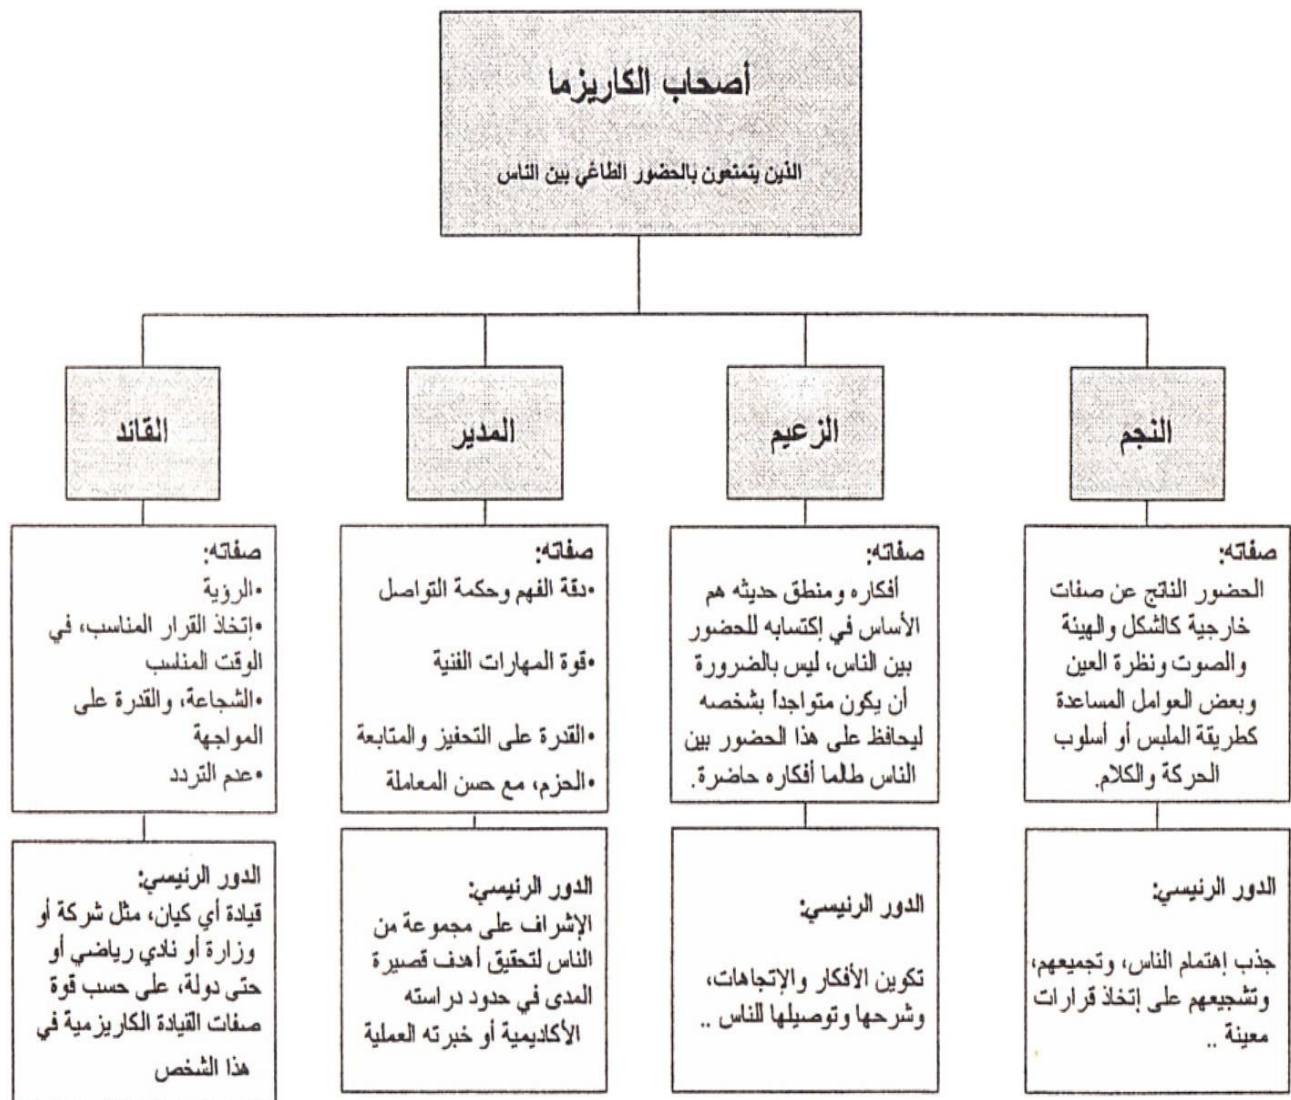 أصحاب الكاريزما
الذين يتمتعون بالحضور الطاغي بين الناس
النجم
صفاته:
الحضور الناتج عن صفات
خارجية كالشكل والهيئة
والصوت ونظرة العين
وبعض العوامل المساعدة
كطريقة الملبس أو أسلوب
الحركة والكلام.
الدور الرئيسي:
جذب إهتمام الناس، وتجميعهم،
وتشجيعهم على إتخاذ قرارات
معينة ..
الزعيم
صفاته:
أفكاره ومنطق حديثه هم
الأساس في إكتسابه للحضور
بين الناس، ليس بالضرورة
أن يكون متواجداً بشخصه
ليحافظ على هذا الحضور بين
الناس طالما أفكاره حاضرة.
الدور الرئيسي:
تكوين الأفكار والإتجاهات،
وشرحها وتوصيلها للناس ..
المدير
صفاته:
•دقة الفهم وحكمة التواصل
•قوة المهارات الفنية
•القدرة على التحفيز والمتابعة
•الحزم، مع حسن المعاملة
الدور الرئيسي:
الإشراف على مجموعة من
الناس لتحقيق أهدف قصيرة
المدى في حدود دراسته
الأكاديمية أو خبرته العملية
القائد
صفاته:
•الرؤية
•إتخاذ القرار المناسب، في
الوقت المناسب
•الشجاعة، والقدرة على
المواجهة
•عدم التردد
الدور الرئيسي:
قيادة أي كيان، مثل شركة أو
وزارة أو نادي رياضي أو
حتى دولة، على حسب قوة
صفات القيادة الكاريزمية في
هذا الشخص